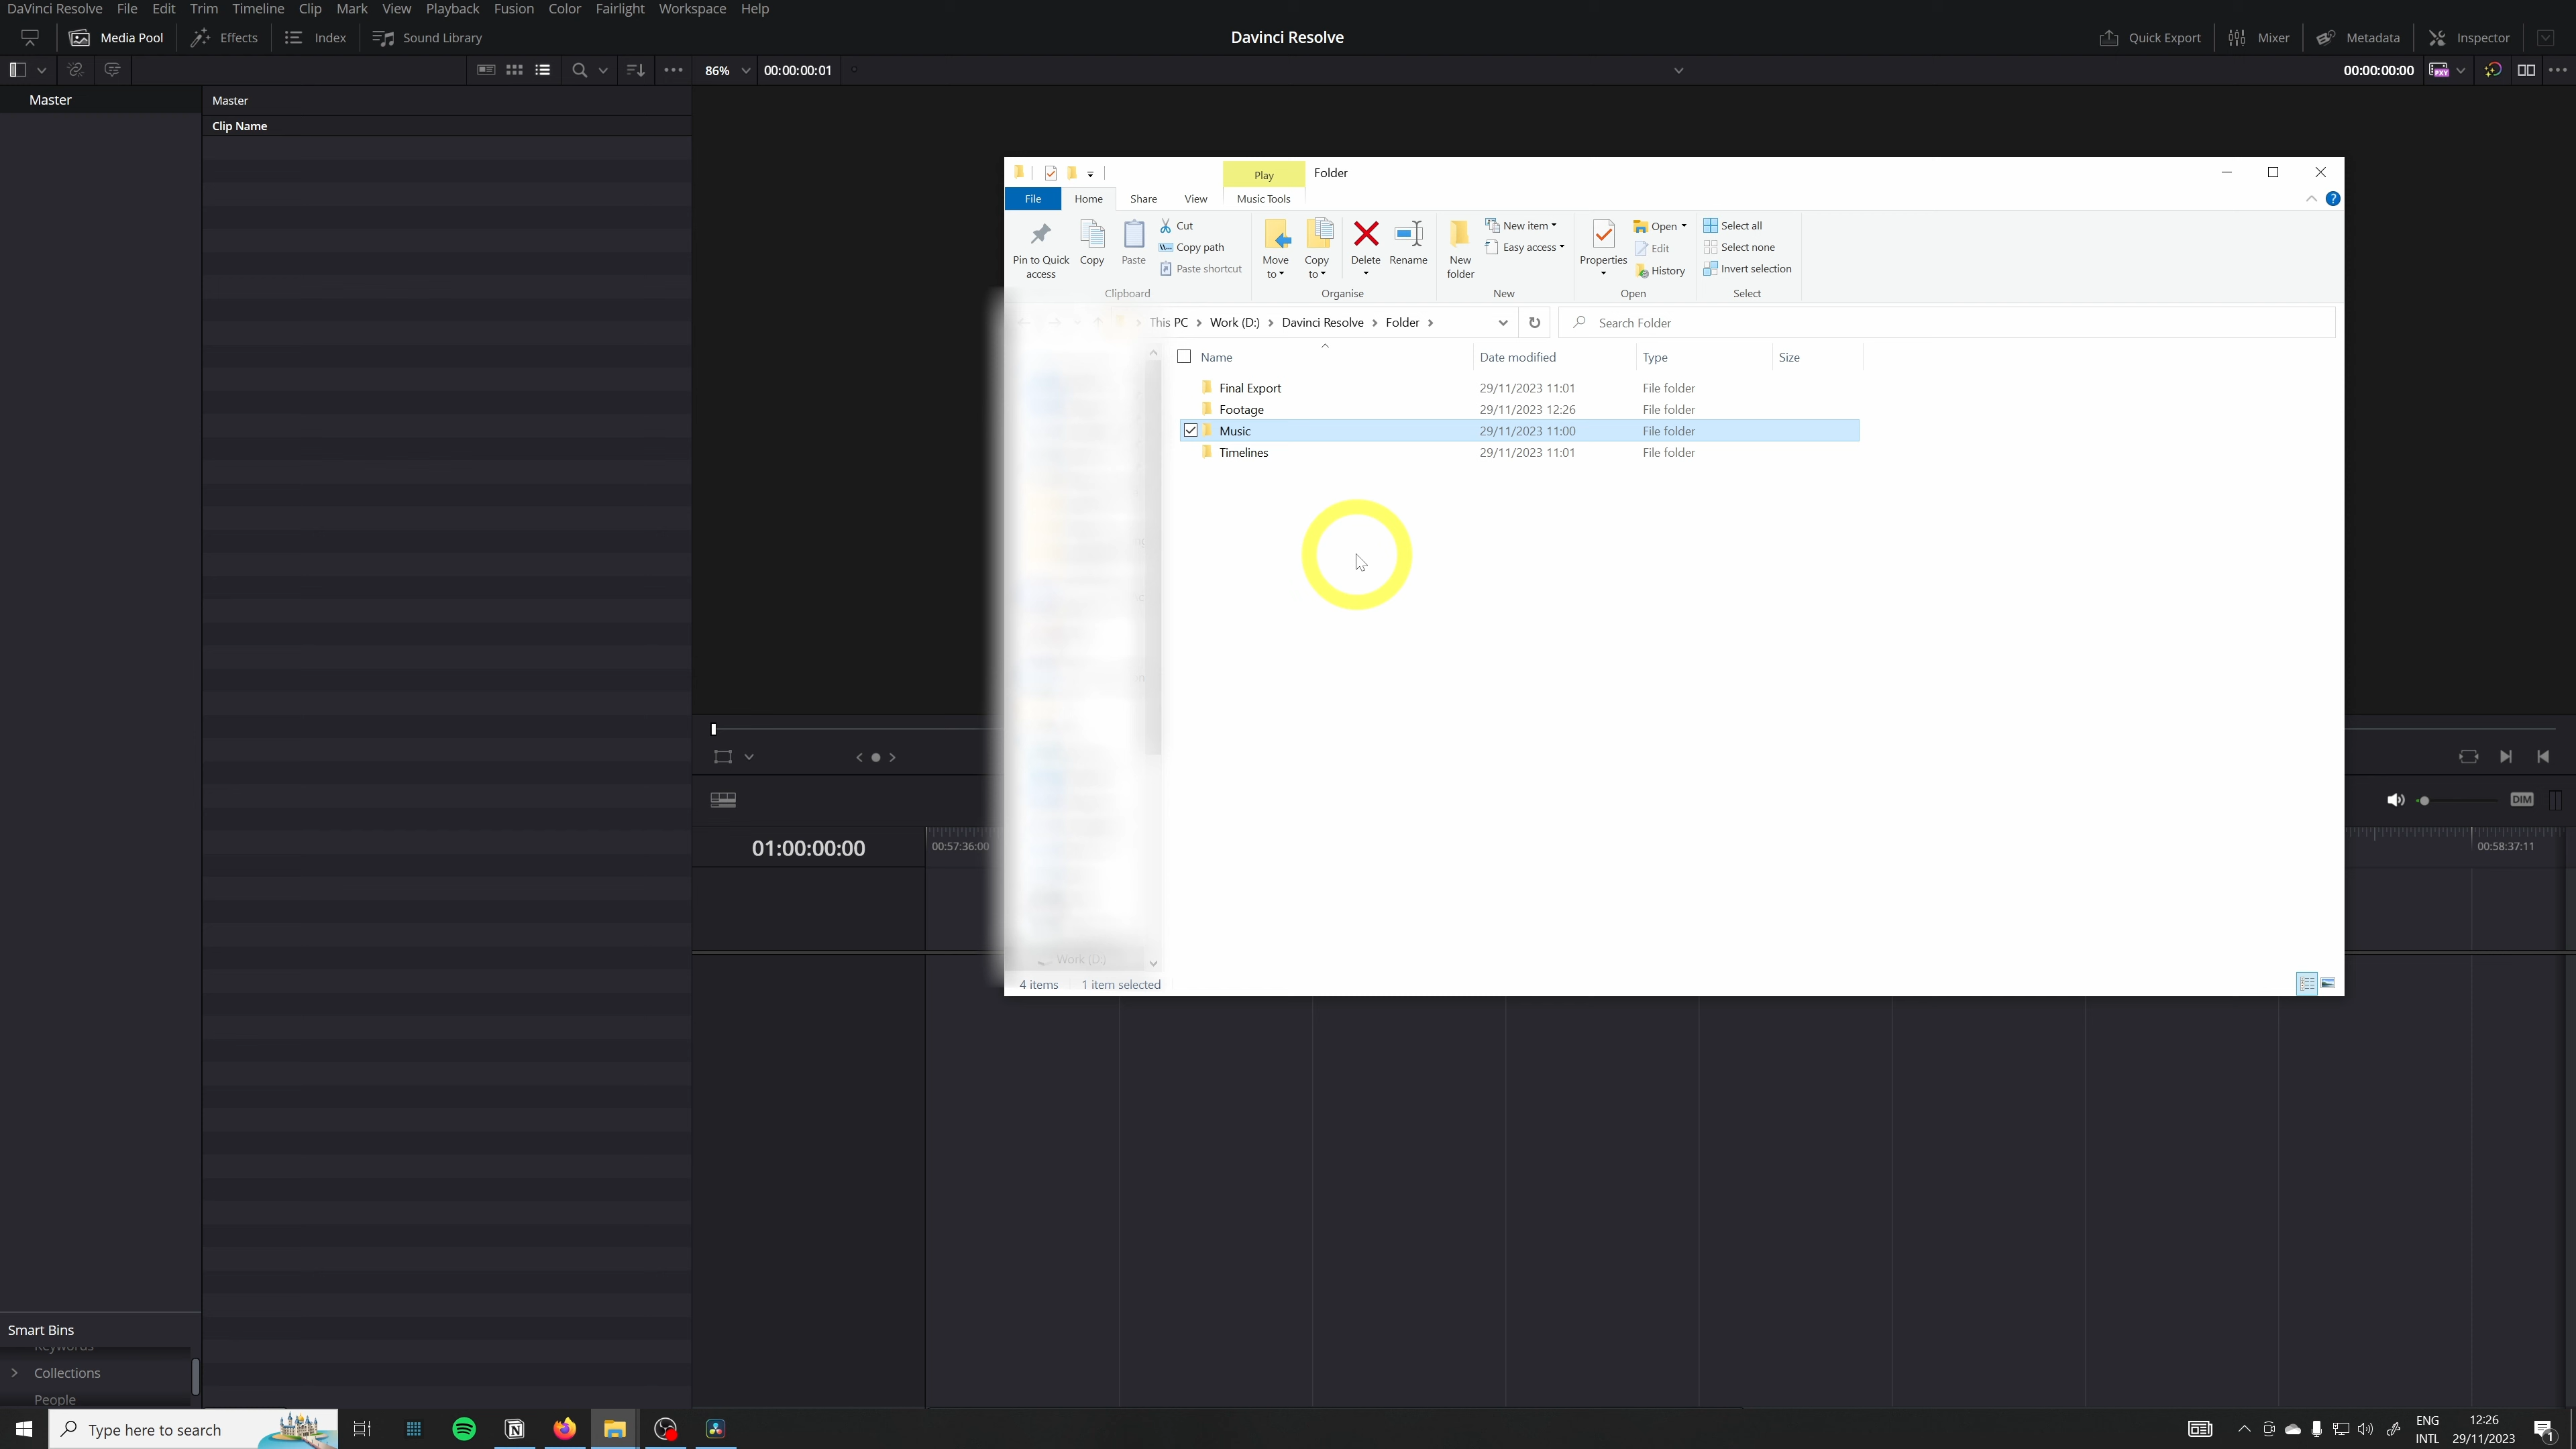 DaVinci Resolve File Edit Trim Timeline Clip Mark View Playback Fusion Color Fairlight Workspace Help
Media Pool Effects Index Sound Library Davinci Resolve Quick Export Mixer Metadata Inspector
86% 00:00:00:01 00:00:00:00 PXY
Master
Master
Clip Name
Play Folder
File Home Share View Music Tools
Pin to Quick access
Copy
Paste
Cut
Copy path
Paste shortcut
Clipboard
Move to
Copy to
Delete
Rename
Organise
New folder
New item
Easy access
New
Properties
Open
Edit
History
Open
Select all
Select none
Invert selection
Select
This PC Work (D:) Davinci Resolve Folder Search Folder
Name Date modified Type Size
Final Export 29/11/2023 11:01 File folder
Footage 29/11/2023 12:26 File folder
Music 29/11/2023 11:00 File folder
Timelines 29/11/2023 11:01 File folder
Work (D:)
4 items 1 item selected
DIM
01:00:00:00 00:57:36:00 00:58:37:11
Smart Bins
Keywords
Collections
People
Type here to search
ENG 12:26
INTL 29/11/2023 1